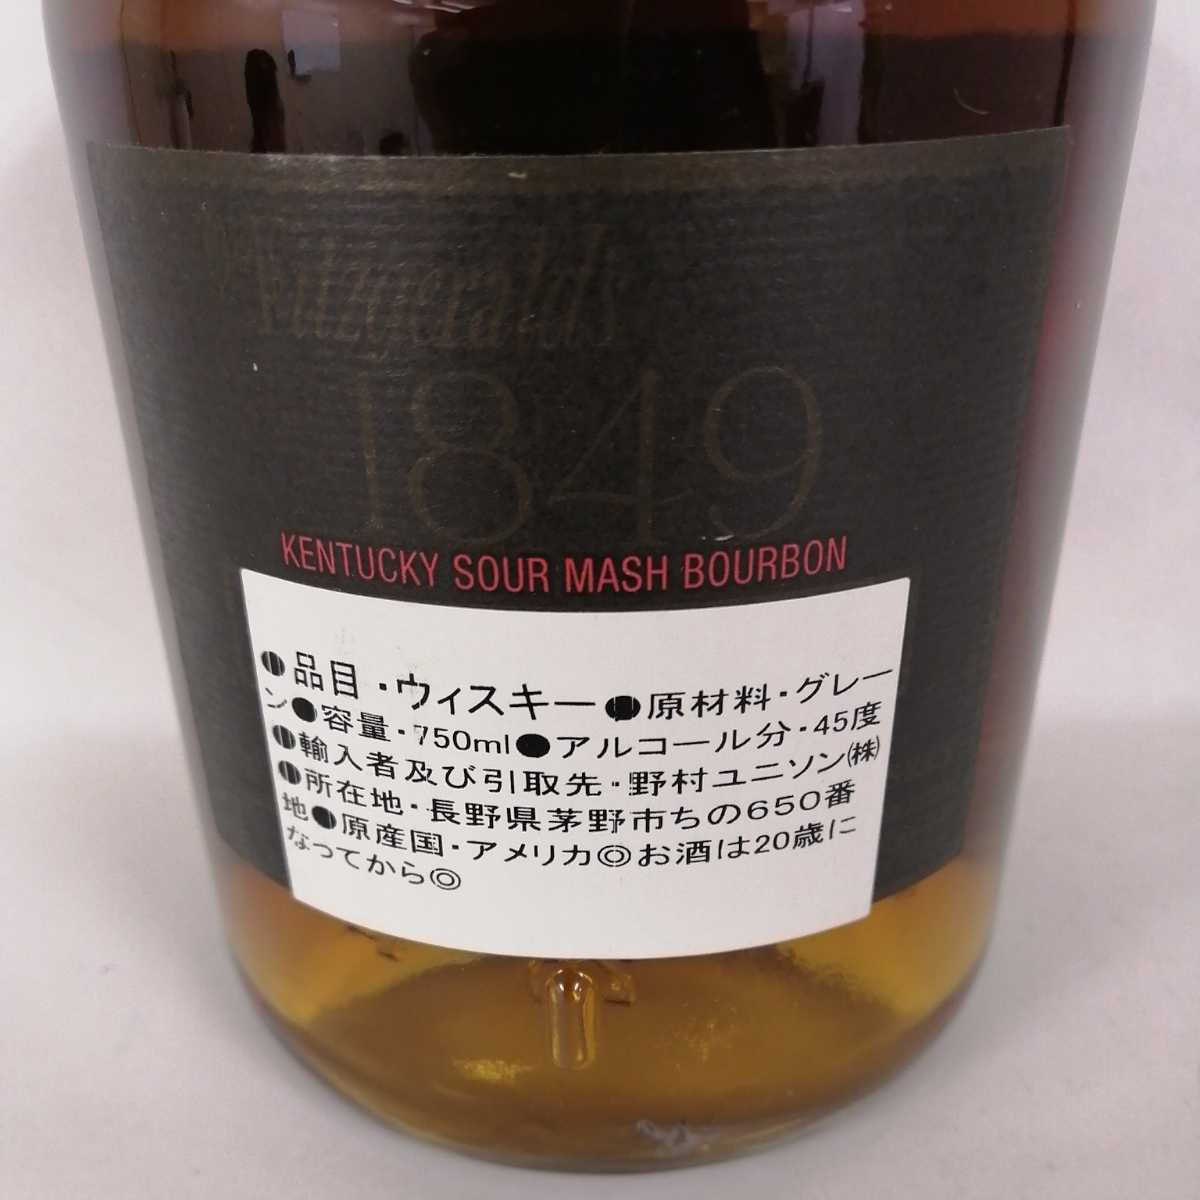 Fitzgerald's
1849
KENTUCKY SOUR MASH BOURBON
●品目・ウィスキー●原材料・グレー
ン●容量・750ml●アルコール分・45度
●輸入者及び引取先・野村ユニソン㈱
●所在地・長野県茅野市ちの650番
地●原産国・アメリカ◎お酒は20歳に
なってから◎